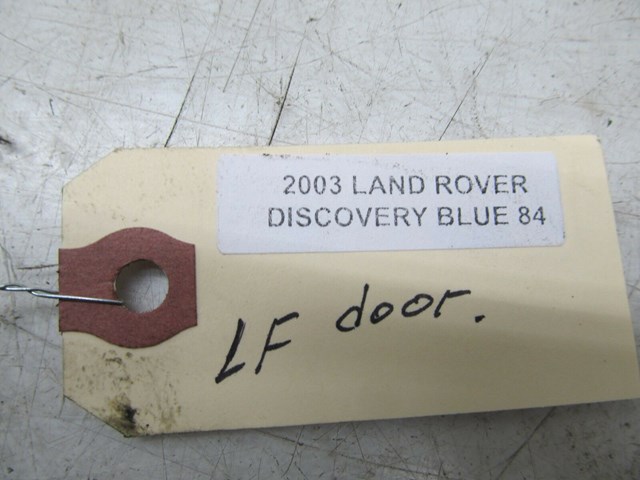 2003 LAND ROVER
DISCOVERY BLUE 84
LF door.